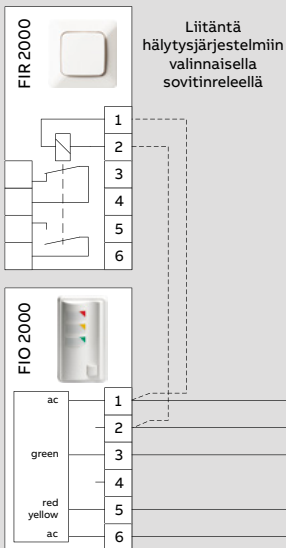 FIR 2000
Liitäntä
hälytysjärjestelmiin
valinnaisella
sovitinreleellä
1
2
3
4
5
6
FIO 2000
ac
1
2
green
3
4
red
yellow
5
ac
6